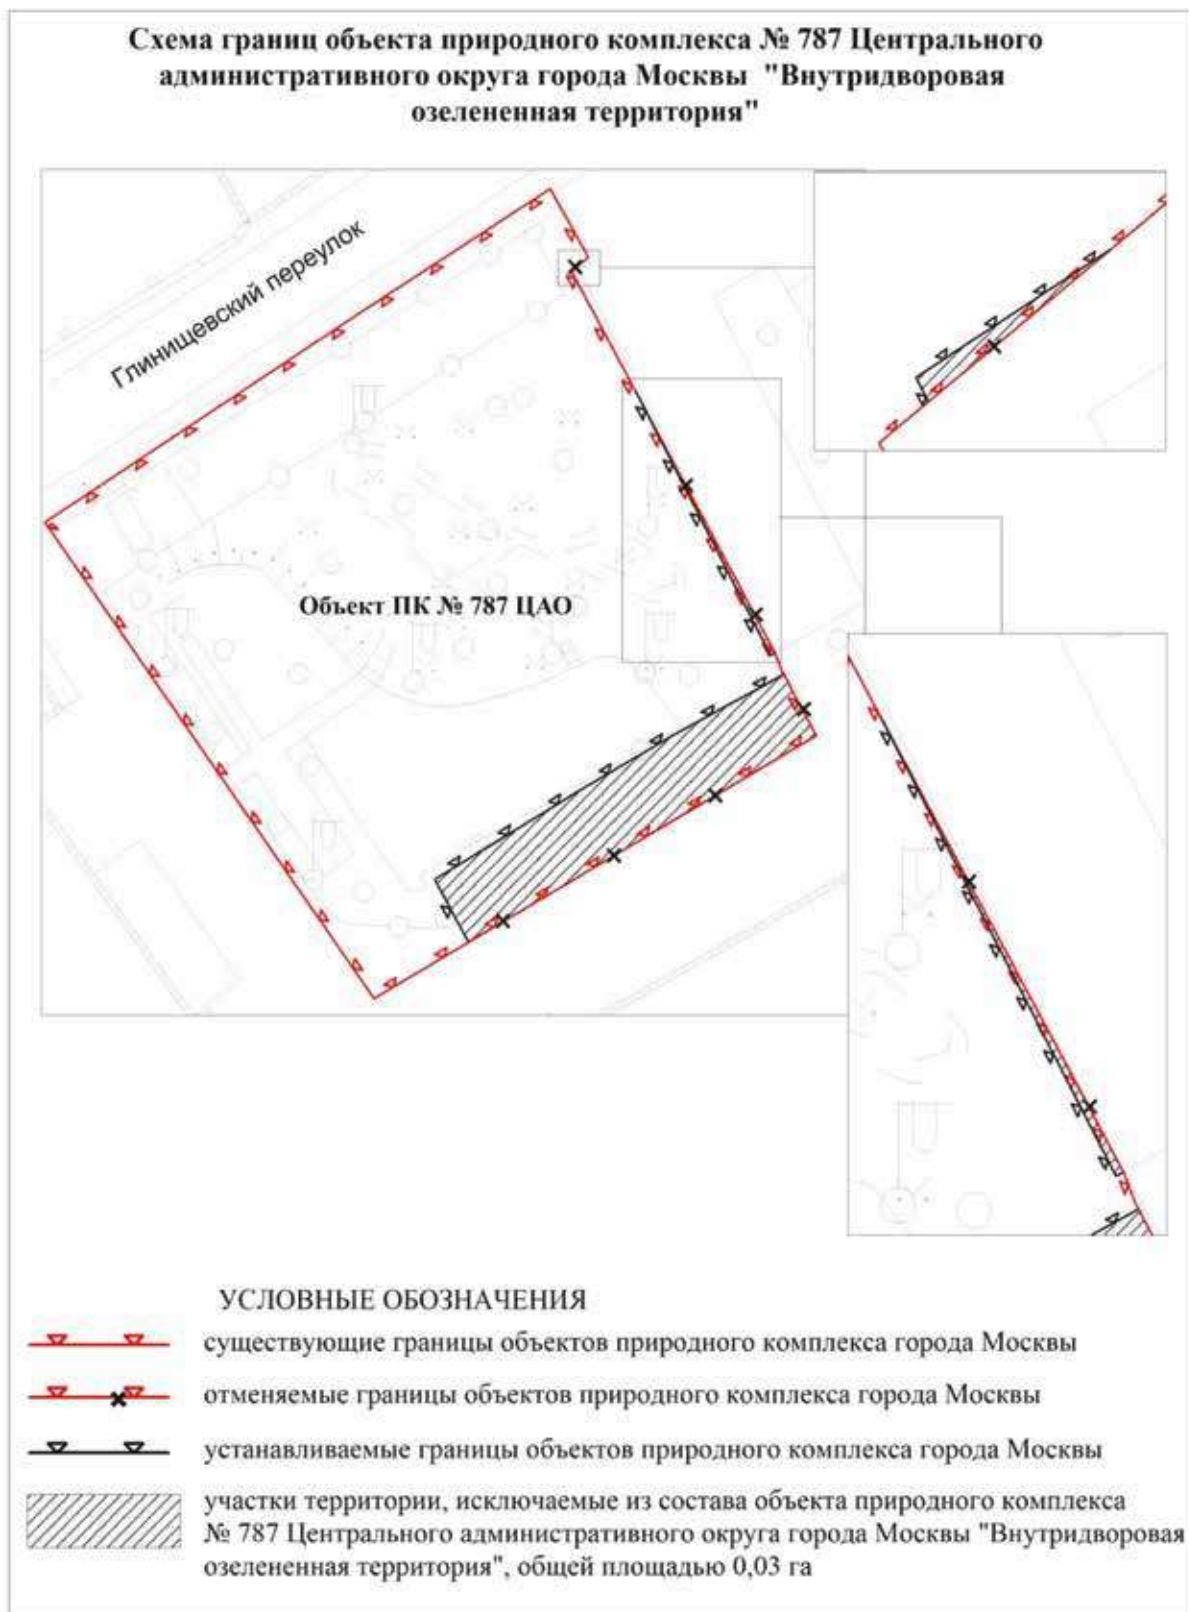 Схема границ объекта природного комплекса № 787 Центрального
административного округа города Москвы "Внутридворовая
озелененная территория"
Глинищевский переулок
Объект ПК № 787 ЦАО
УСЛОВНЫЕ ОБОЗНАЧЕНИЯ
существующие границы объектов природного комплекса города Москвы
отменяемые границы объектов природного комплекса города Москвы
устанавливаемые границы объектов природного комплекса города Москвы
участки территории, исключаемые из состава объекта природного комплекса
№ 787 Центрального административного округа города Москвы "Внутридворовая
озелененная территория", общей площадью 0,03 га